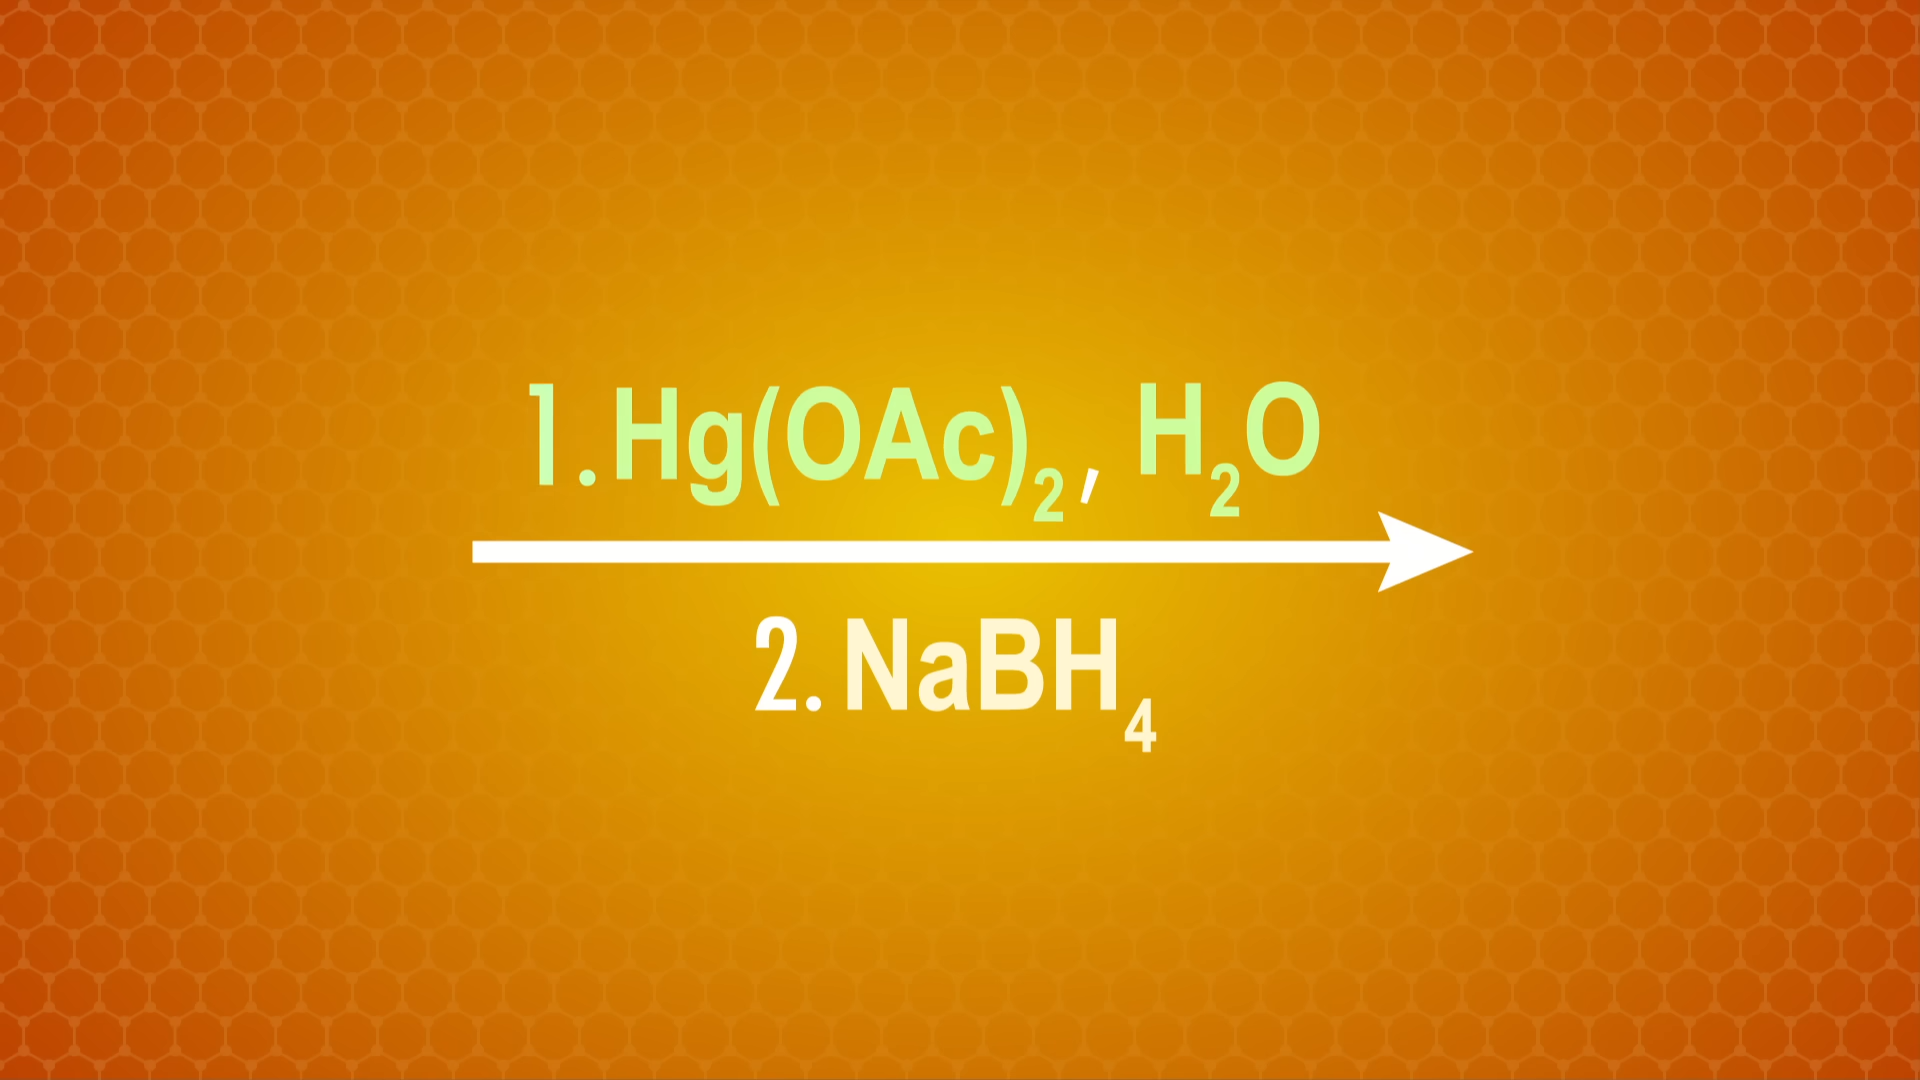 1. Hg(OAc)₂, H₂O
2. NaBH₄